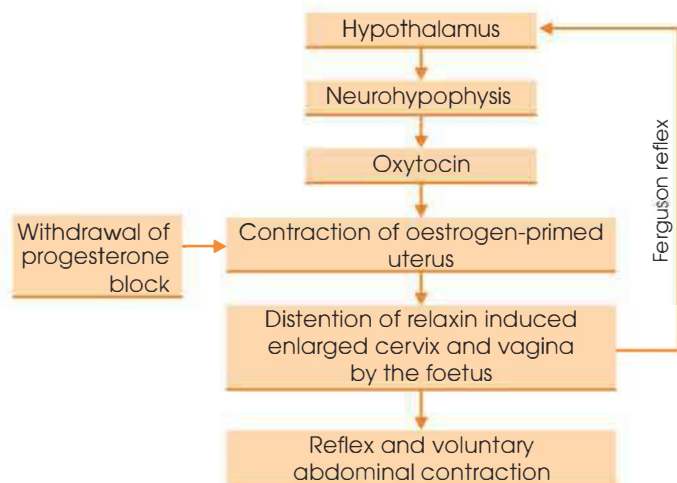 Hypothalamus
Neurohypophysis
Oxytocin
Withdrawal of
progesterone
block
Contraction of oestrogen-primed
uterus
Distention of relaxin induced
enlarged cervix and vagina
by the foetus
Reflex and voluntary
abdominal contraction
Ferguson reflex